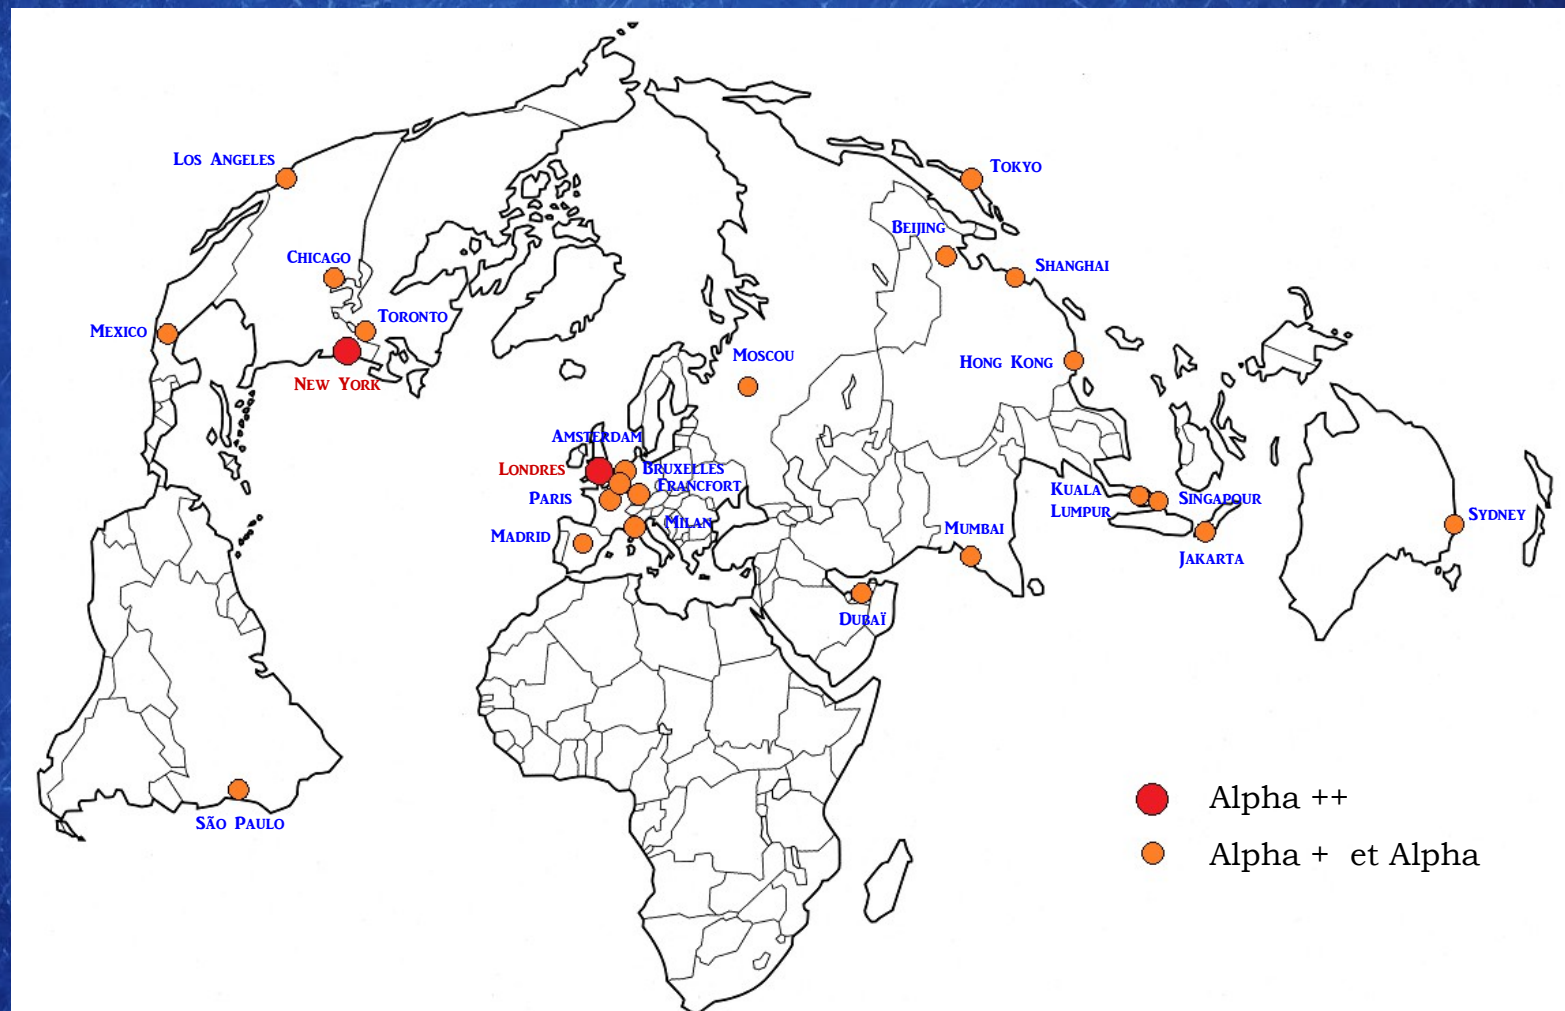 Los Angeles
Tokyo
Beijing
Chicago
Shanghai
Toronto
Mexico
Moscou
Hong Kong
New York
Amsterdam
Londres
Bruxelles
Francfort
Paris
Kuala
Lumpur
Singapour
Sydney
Milan
Mumbai
Madrid
Jakarta
Dubaï
Alpha ++
São Paulo
Alpha + et Alpha